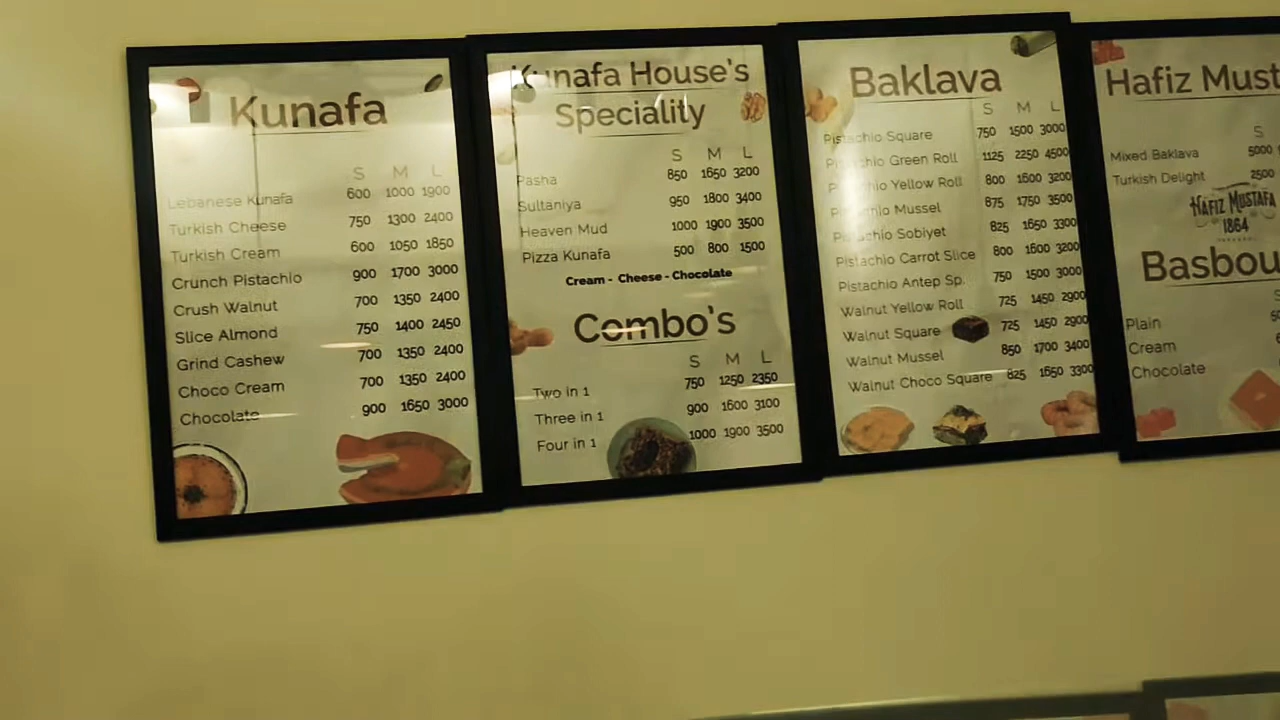 Kunafa
S M L
Lebanese Kunafa 600 1000 1900
Turkish Cheese 750 1300 2400
Turkish Cream 600 1050 1850
Crunch Pistachio 900 1700 3000
Crush Walnut 700 1350 2400
Slice Almond 750 1400 2450
Grind Cashew 700 1350 2400
Choco Cream 700 1350 2400
Chocolate 900 1650 3000
Kunafa House's
Speciality
S M L
Pasha 850 1650 3200
Sultaniya 950 1800 3400
Heaven Mud 1000 1900 3500
Pizza Kunafa 500 800 1500
Cream - Cheese - Chocolate
Combo's
S M L
Two in 1 750 1250 2350
Three in 1 900 1600 3100
Four in 1 1000 1900 3500
Baklava
S M L
Pistachio Square 750 1500 3000
Pistachio Green Roll 1125 2250 4500
Pistachio Yellow Roll 800 1600 3200
Pistachio Mussel 875 1750 3500
Pistachio Sobiyet 825 1650 3300
Pistachio Carrot Slice 800 1600 3200
Pistachio Antep Sp. 750 1500 3000
Walnut Yellow Roll 725 1450 2900
Walnut Square 725 1450 2900
Walnut Mussel 850 1700 3400
Walnut Choco Square 825 1650 3300
Hafiz Must
S
Mixed Baklava 5000
Turkish Delight 2500
HAFIZ MUSTAFA
1864
Basbou
Plain
Cream
Chocolate